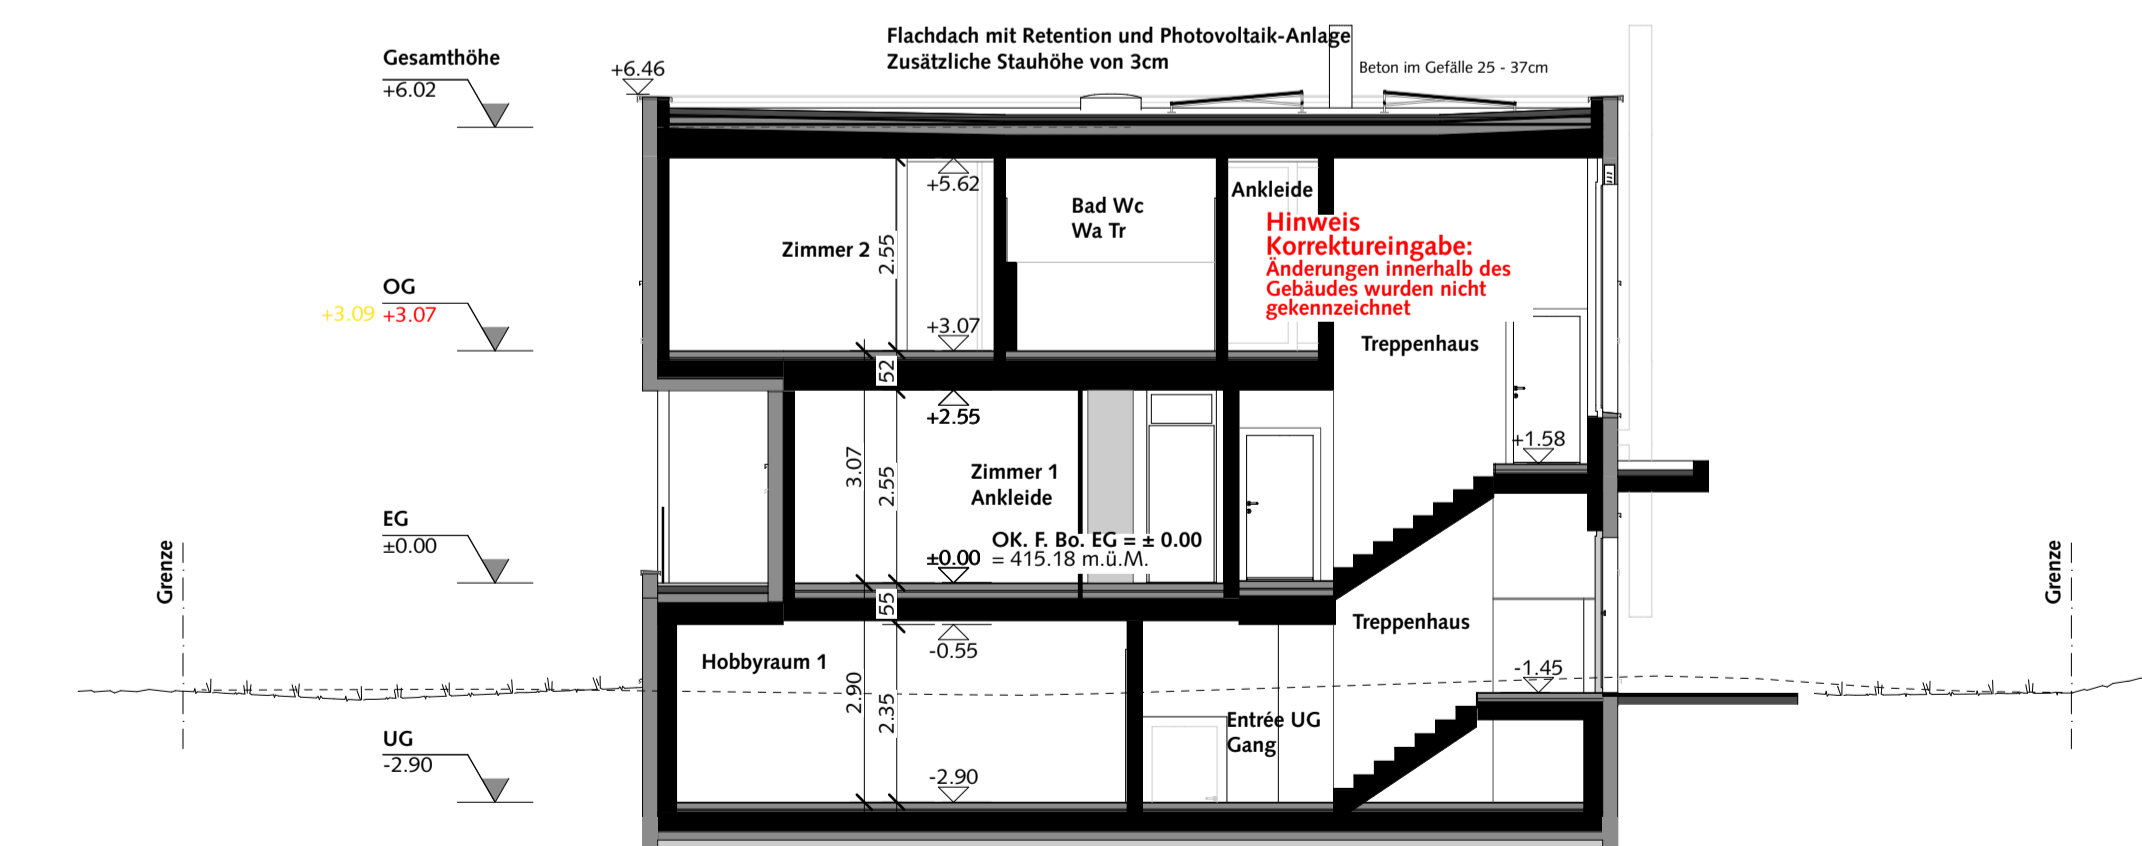 Flachdach mit Retention und Photovoltaik-Anlage
Zusätzliche Stauhöhe von 3cm
Beton im Gefälle 25 - 37cm
Gesamthöhe
+6.02
+6.46
+5.62
Zimmer 2
2.55
Bad Wc
Wa Tr
Ankleide
Hinweis
Korrektureingabe:
Änderungen innerhalb des
Gebäudes wurden nicht
gekennzeichnet
OG
+3.09 +3.07
+3.07
Treppenhaus
52
+2.55
+1.58
3.07
2.55
Zimmer 1
Ankleide
EG
±0.00
±0.00
OK. F. Bo. EG = ± 0.00
= 415.18 m.ü.M.
Grenze
Grenze
55
-0.55
Treppenhaus
Hobbyraum 1
-1.45
2.90
2.35
Entrée UG
Gang
UG
-2.90
-2.90